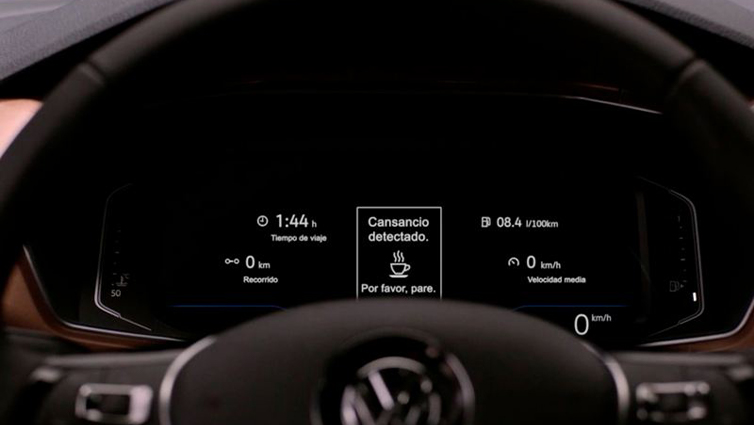 1:44 h
Tiempo de viaje
0 km
Recorrido
50
Cansancio
detectado.
Por favor, pare.
08.4 l/100km
0 km/h
Velocidad media
0 km/h